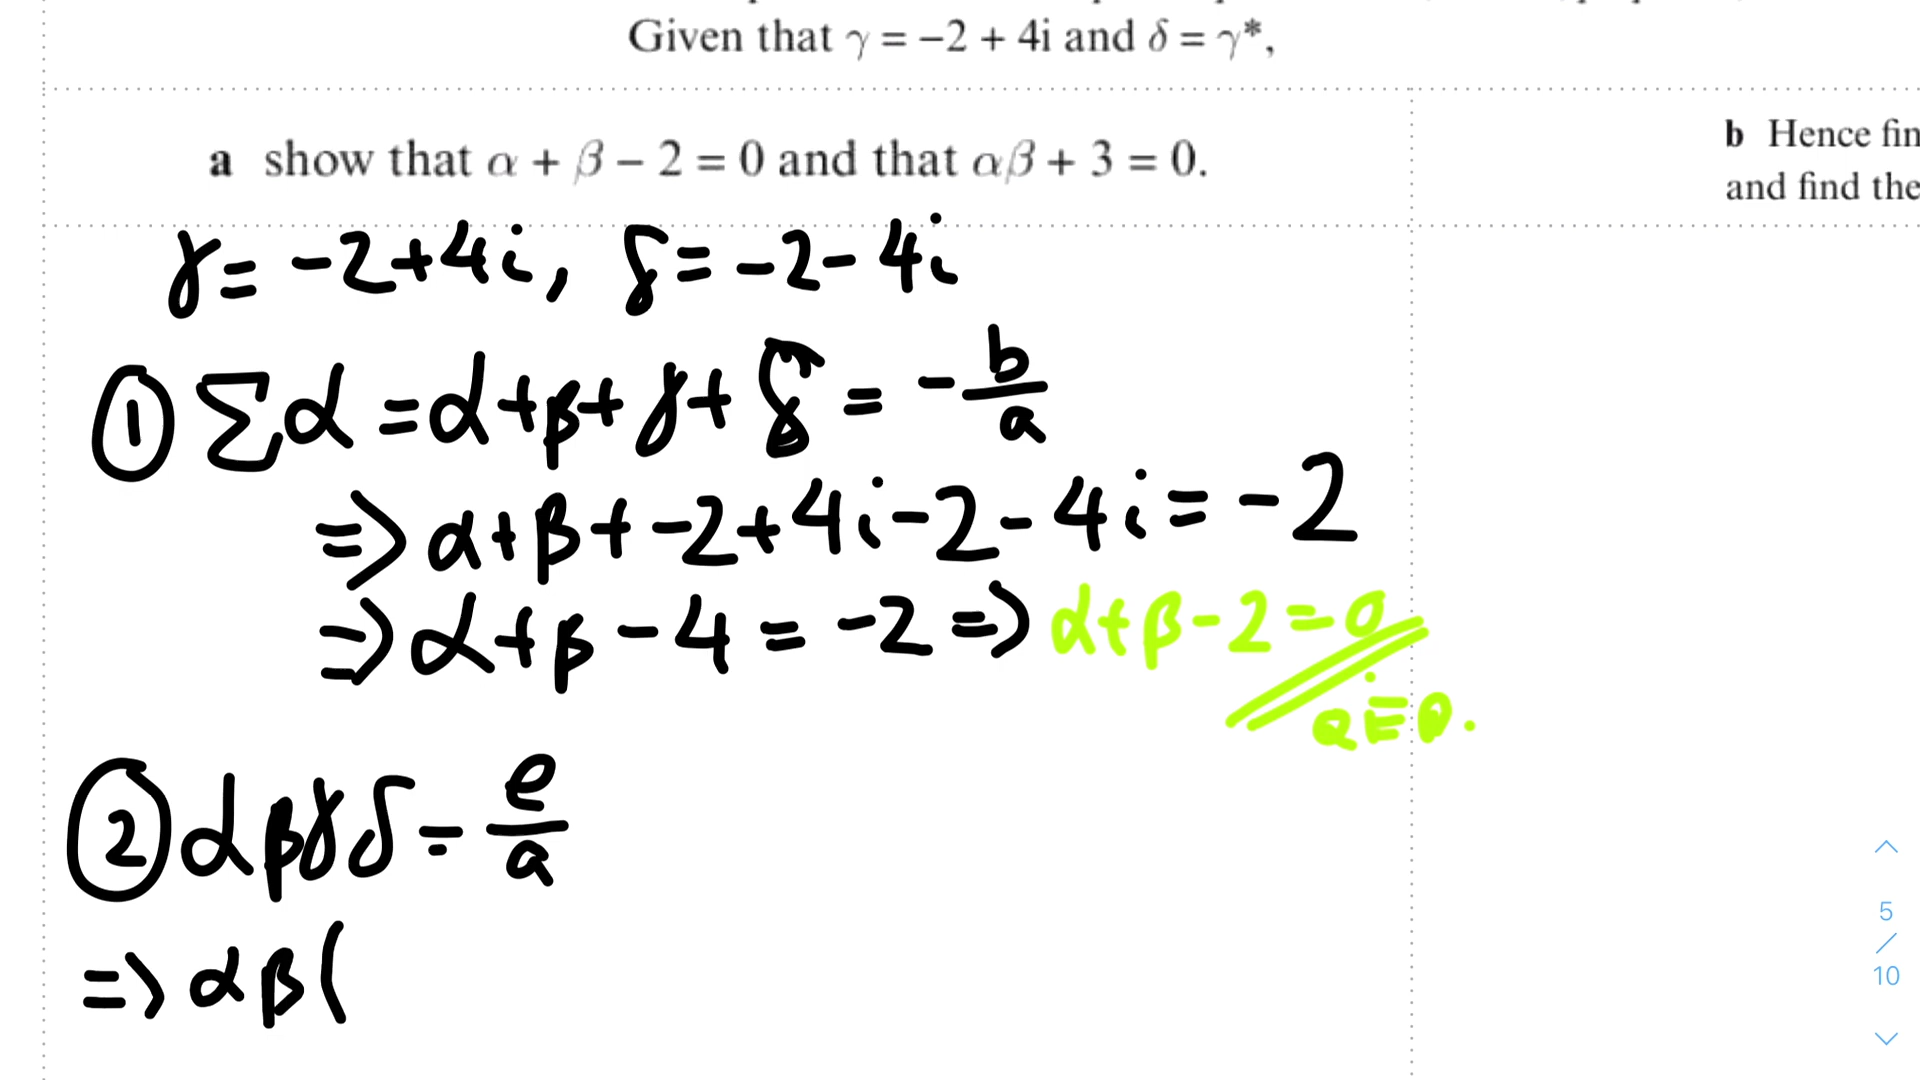 Given that γ = −2 + 4i and δ = γ*,
a show that α + β − 2 = 0 and that αβ + 3 = 0.
b Hence fin
and find the
γ = -2+4i, δ = -2-4i
① Σα = α+β+γ+δ = -b/a
=> α+β+-2+4i-2-4i = -2
=> α+β-4 = -2 => α+β-2=0
② αβγδ = e/a
=> αβ(
5
/
10